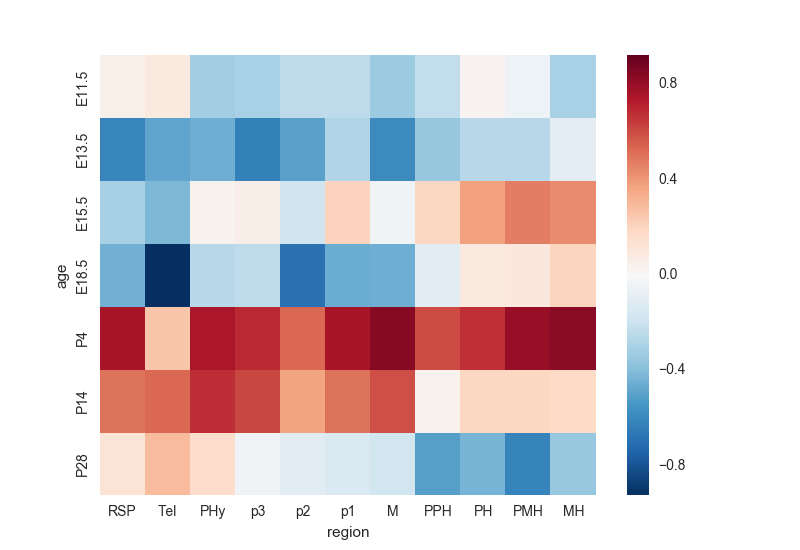 age
E11.5
E13.5
E15.5
E18.5
P4
P14
P28
RSP Tel PHy p3 p2 p1 M PPH PH PMH MH
region
0.8
0.4
0.0
−0.4
−0.8